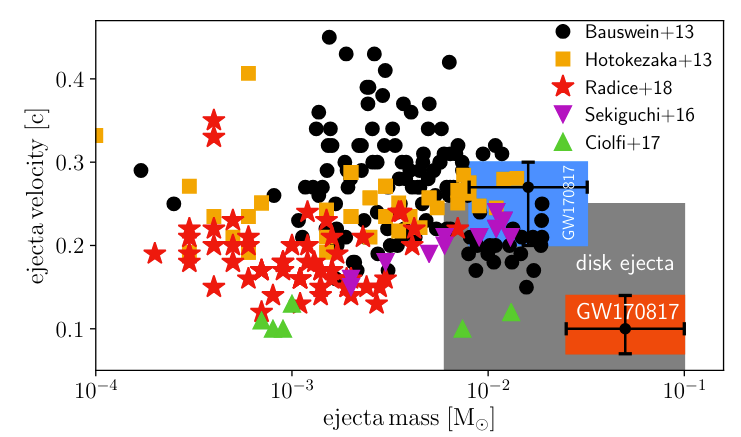 Bauswein+13
Hotokezaka+13
Radice+18
Sekiguchi+16
Ciolfi+17
0.4
0.3
0.2
0.1
ejecta velocity [c]
GW170817
disk ejecta
GW170817
10⁻⁴ 10⁻³ 10⁻² 10⁻¹
ejecta mass [M☉]